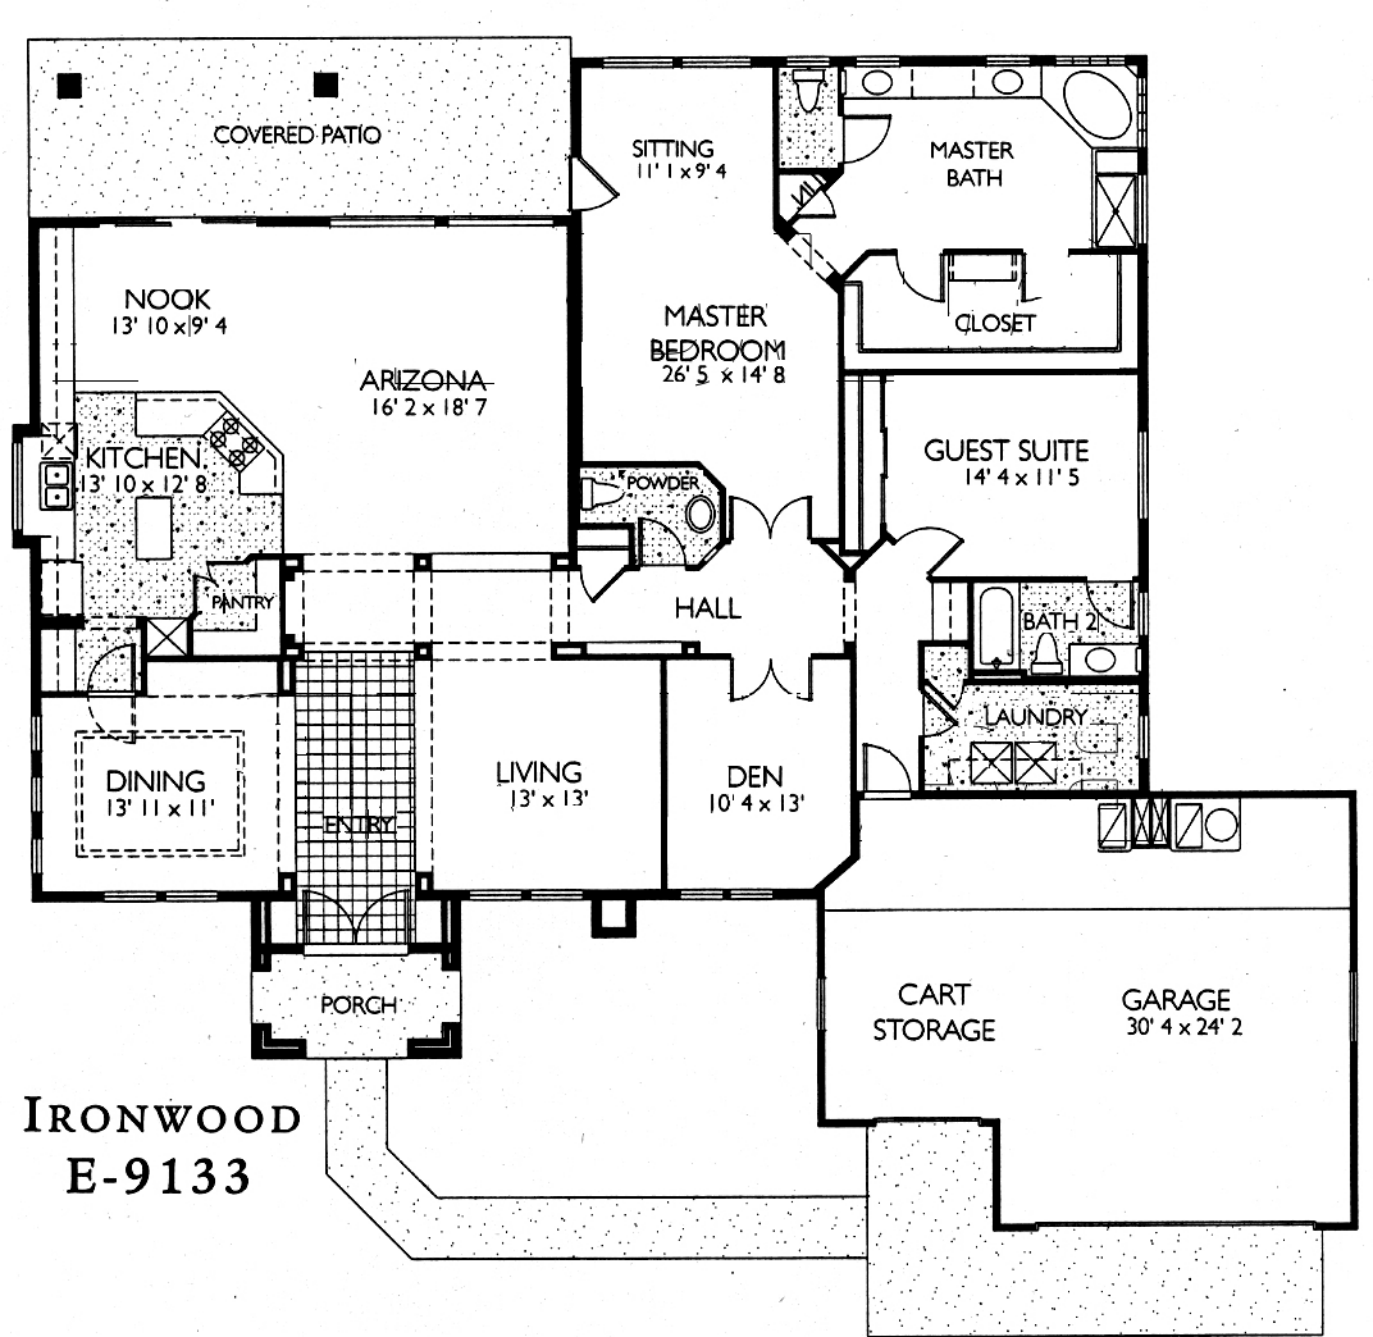 COVERED PATIO
SITTING
11' 1 x 9' 4
MASTER
BATH
NOOK
13' 10 x 9' 4
MASTER
BEDROOM
26' 5 x 14' 8
CLOSET
ARIZONA
16' 2 x 18' 7
KITCHEN
13' 10 x 12' 8
POWDER
GUEST SUITE
14' 4 x 11' 5
PANTRY
HALL
BATH 2
LAUNDRY
DINING
13' 11 x 11'
ENTRY
LIVING
13' x 13'
DEN
10' 4 x 13'
PORCH
CART
STORAGE
GARAGE
30' 4 x 24' 2
IRONWOOD
E-9133